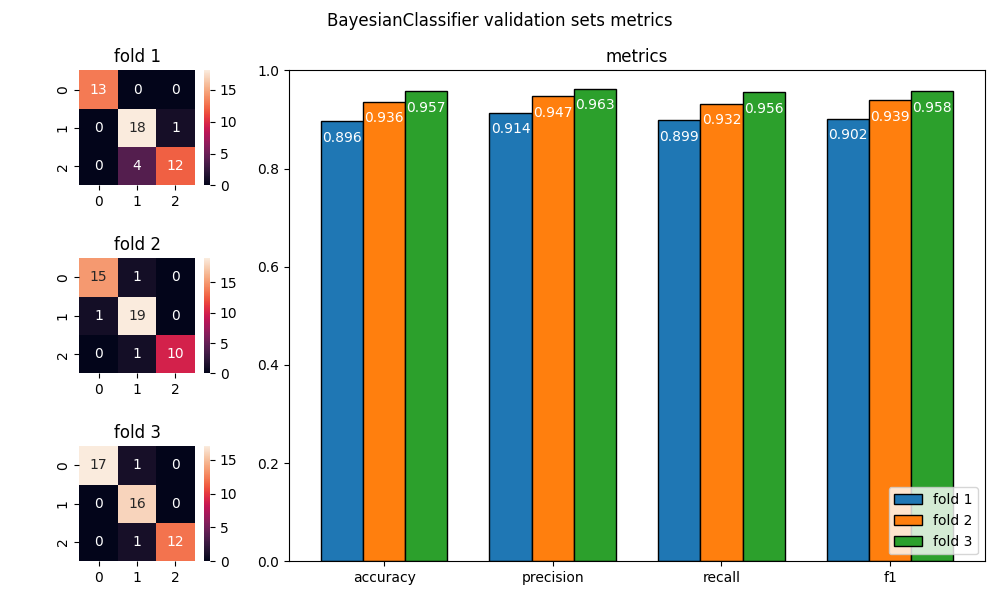 BayesianClassifier validation sets metrics
fold 1
0 13 0 0
1 0 18 1
2 0 4 12
0 1 2
15
10
5
0
fold 2
0 15 1 0
1 1 19 0
2 0 1 10
0 1 2
15
10
5
0
fold 3
0 17 1 0
1 0 16 0
2 0 1 12
0 1 2
15
10
5
0
metrics
1.0
0.8
0.6
0.4
0.2
0.0
0.896 0.936 0.957
0.914 0.947 0.963
0.899 0.932 0.956
0.902 0.939 0.958
accuracy precision recall f1
fold 1
fold 2
fold 3